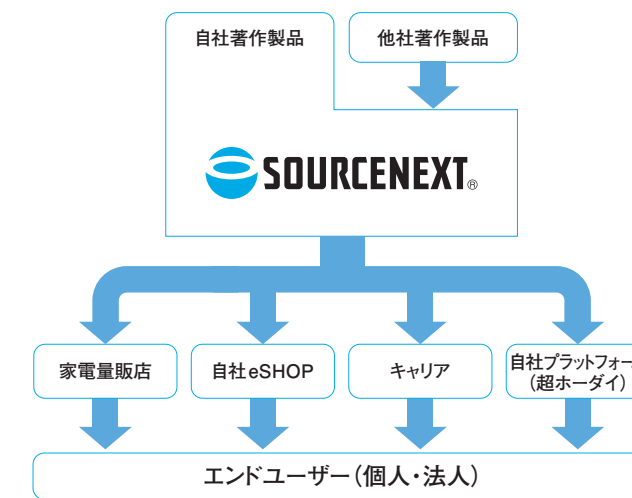 自社著作製品
他社著作製品
SOURCENEXT®
家電量販店
自社eSHOP
キャリア
自社プラットフォー
(超ホーダイ)
エンドユーザー(個人・法人)